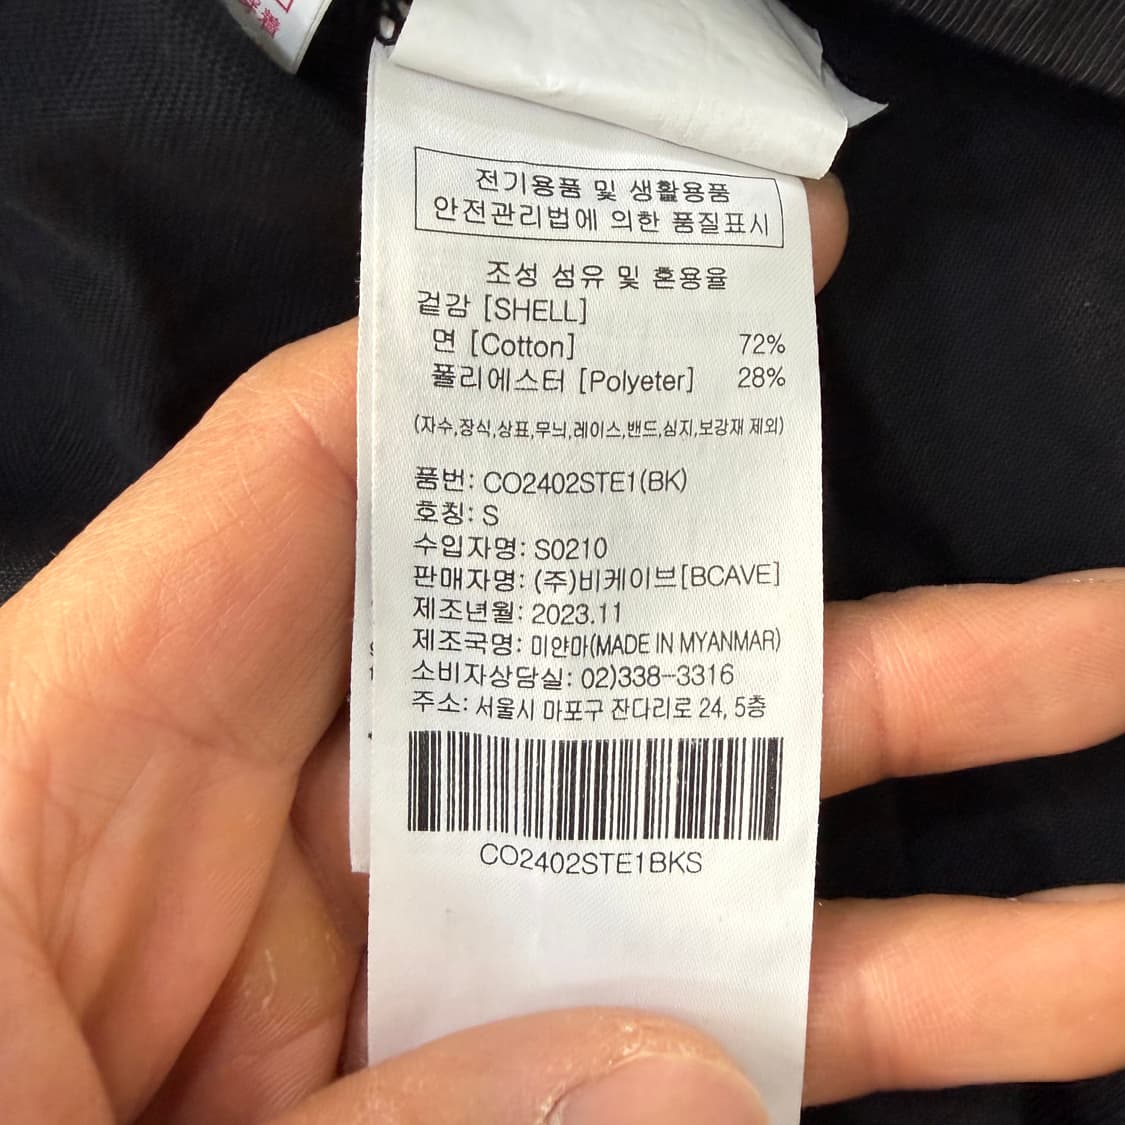 전기용품 및 생활용품
안전관리법에 의한 품질표시
조성 섬유 및 혼용율
겉감 [SHELL]
면 [Cotton] 72%
폴리에스터 [Polyeter] 28%
(자수,장식,상표,무늬,레이스,밴드,심지,보강재 제외)
품번: CO2402STE1(BK)
호칭: S
수입자명: S0210
판매자명: (주)비케이브[BCAVE]
제조년월: 2023.11
제조국명: 미얀마(MADE IN MYANMAR)
소비자상담실: 02)338-3316
주소: 서울시 마포구 잔다리로 24, 5층
CO2402STE1BKS